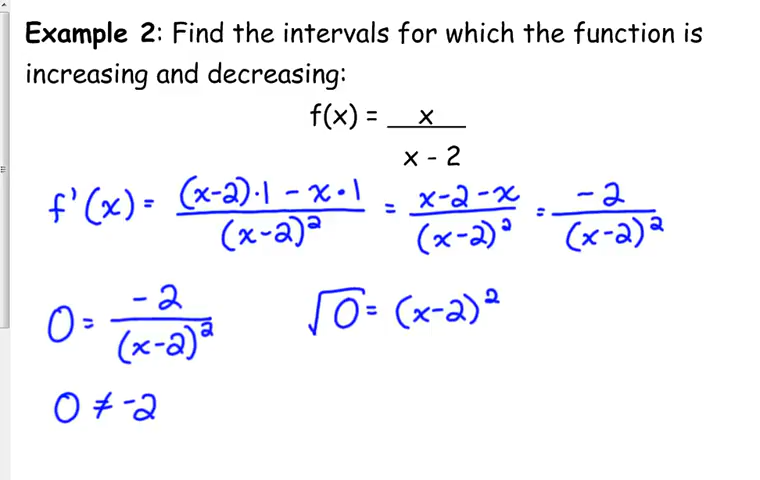 Example 2: Find the intervals for which the function is
increasing and decreasing:
f(x) = x / x - 2
f'(x) = (x-2)·1 - x·1 / (x-2)² = x-2-x / (x-2)² = -2 / (x-2)²
0 = -2 / (x-2)² √0 = (x-2)²
0 ≠ -2